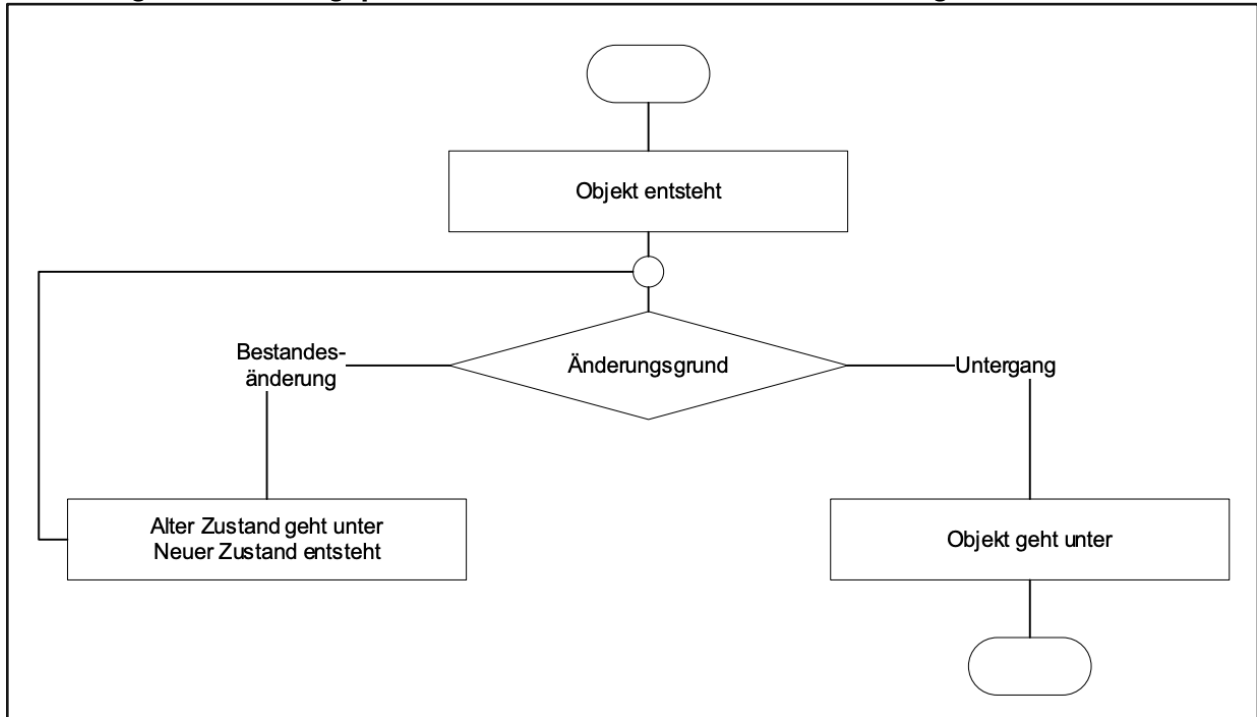 Objekt entsteht
Änderungsgrund
Bestandes-
änderung
Untergang
Alter Zustand geht unter
Neuer Zustand entsteht
Objekt geht unter